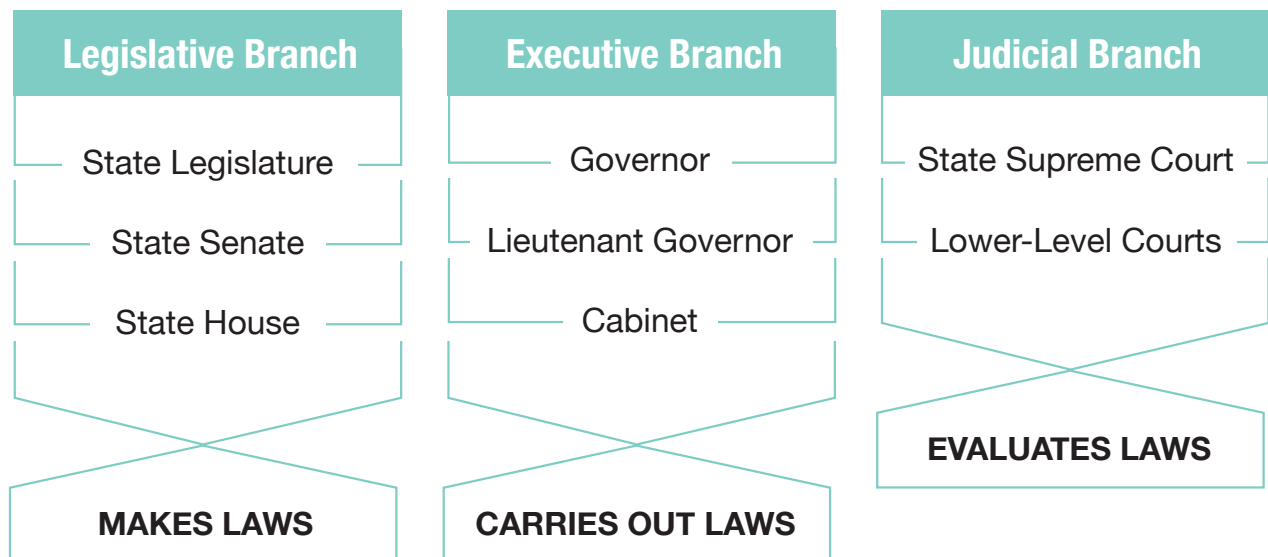 Legislative Branch
State Legislature
State Senate
State House
MAKES LAWS
Executive Branch
Governor
Lieutenant Governor
Cabinet
CARRIES OUT LAWS
Judicial Branch
State Supreme Court
Lower-Level Courts
EVALUATES LAWS